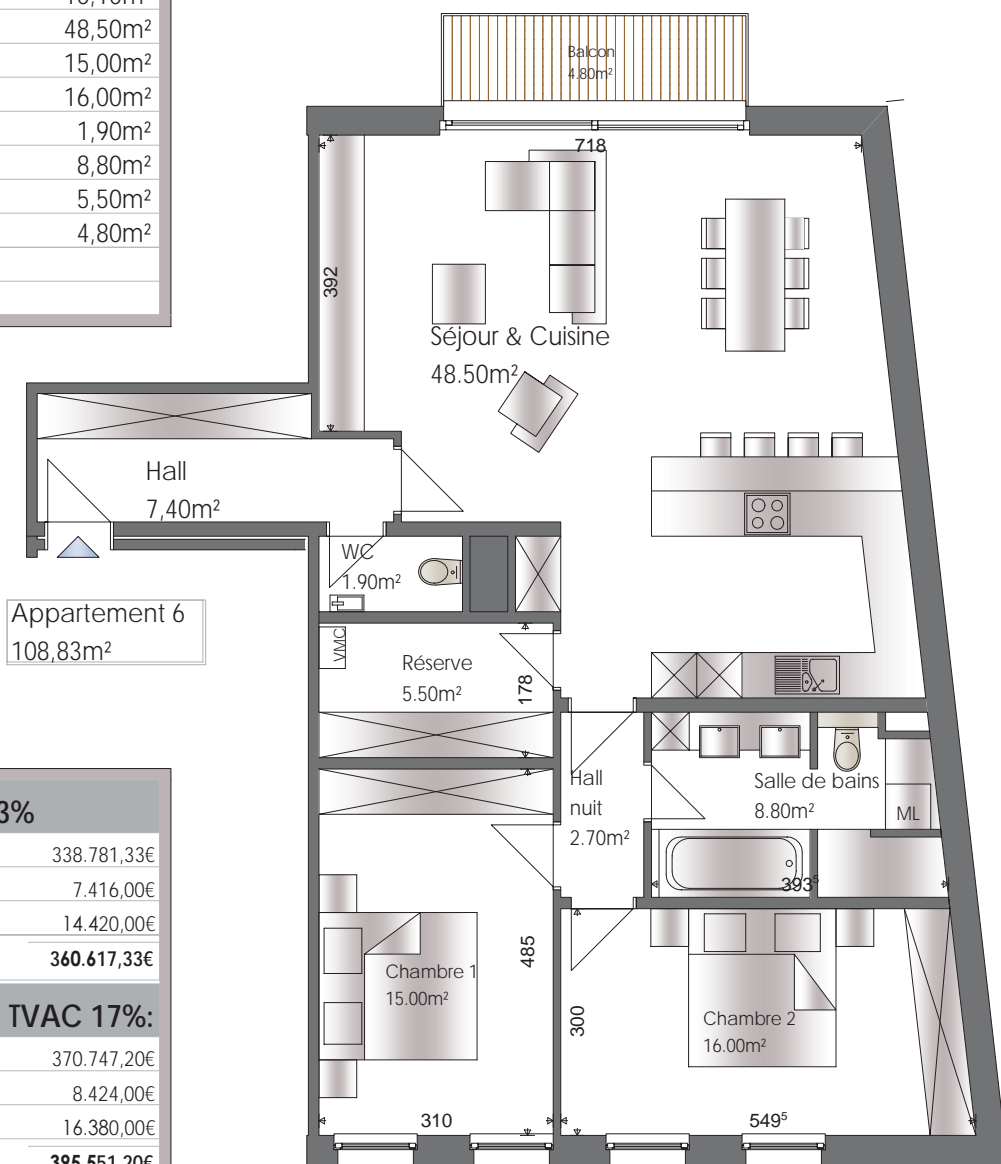 48,50m²
15,00m²
16,00m²
1,90m²
8,80m²
5,50m²
4,80m²
Balcon
4.80m²
718
392
Séjour & Cuisine
48.50m²
Hall
7,40m²
WC
1.90m²
Appartement 6
108,83m²
VMC
Réserve
5.50m²
178
Hall
nuit
2.70m²
Salle de bains
8.80m²
ML
393⁵
485
Chambre 1
15.00m²
300
Chambre 2
16.00m²
310
549⁵
3%
338.781,33€
7.416,00€
14.420,00€
360.617,33€
TVAC 17%:
370.747,20€
8.424,00€
16.380,00€
395.551,20€